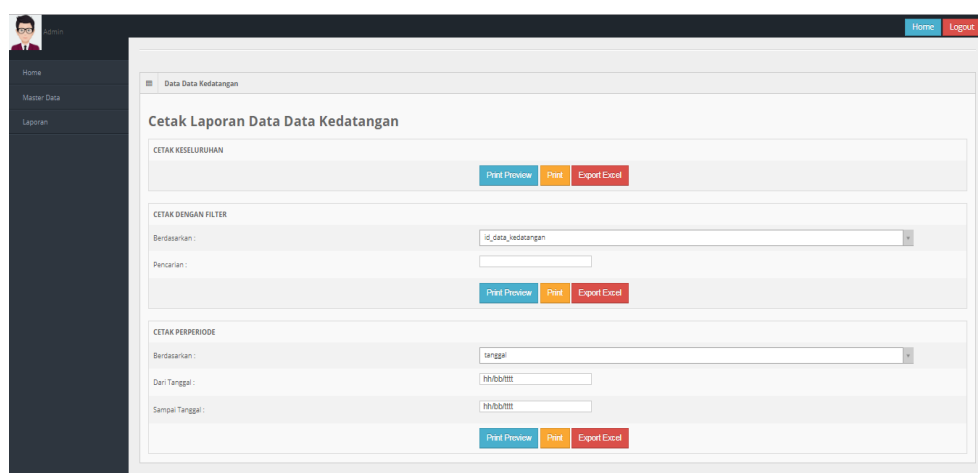 Admin
Home Logout
Home
Master Data
Laporan
Data Data Kedatangan
Cetak Laporan Data Data Kedatangan
CETAK KESELURUHAN
Print Preview Print Export Excel
CETAK DENGAN FILTER
Berdasarkan : id_data_kedatangan
Pencarian :
Print Preview Print Export Excel
CETAK PERPERIODE
Berdasarkan : tanggal
Dari Tanggal : hh/bb/tttt
Sampai Tanggal : hh/bb/tttt
Print Preview Print Export Excel